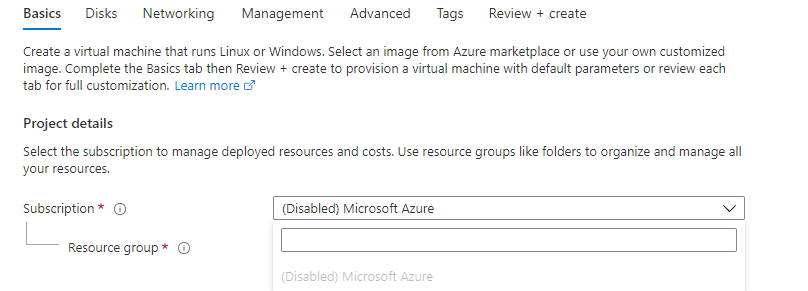 Basics Disks Networking Management Advanced Tags Review + create
Create a virtual machine that runs Linux or Windows. Select an image from Azure marketplace or use your own customized
image. Complete the Basics tab then Review + create to provision a virtual machine with default parameters or review each
tab for full customization. Learn more
Project details
Select the subscription to manage deployed resources and costs. Use resource groups like folders to organize and manage all
your resources.
Subscription * (Disabled) Microsoft Azure
Resource group *
(Disabled) Microsoft Azure